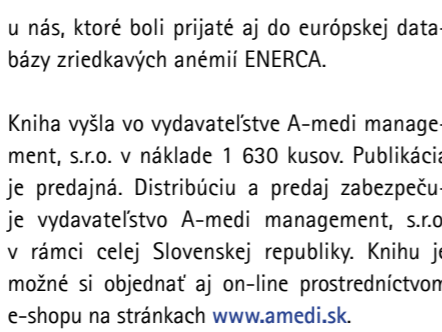 u nás, ktoré boli prijaté aj do európskej data-
bázy zriedkavých anémií ENERCA.
Kniha vyšla vo vydavateľstve A-medi manage-
ment, s.r.o. v náklade 1 630 kusov. Publikácia
je predajná. Distribúciu a predaj zabezpeču-
je vydavateľstvo A-medi management, s.r.o
v rámci celej Slovenskej republiky. Knihu je
možné si objednať aj on-line prostredníctvom
e-shopu na stránkach www.amedi.sk.